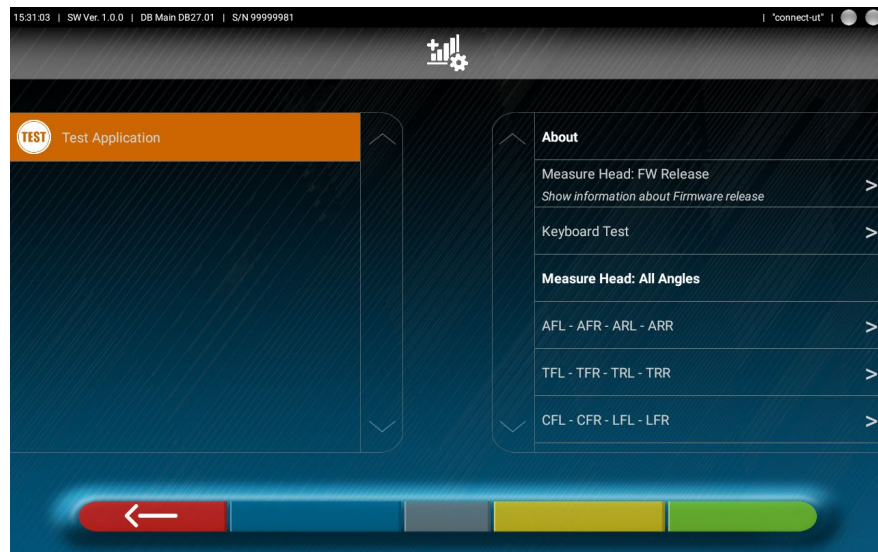 15:31:03 | SW Ver. 1.0.0 | DB Main DB27.01 | S/N 99999981 | "connect-ut" |
TEST Test Application
About
Measure Head: FW Release >
Show information about Firmware release
Keyboard Test >
Measure Head: All Angles
AFL - AFR - ARL - ARR >
TFL - TFR - TRL - TRR >
CFL - CFR - LFL - LFR >